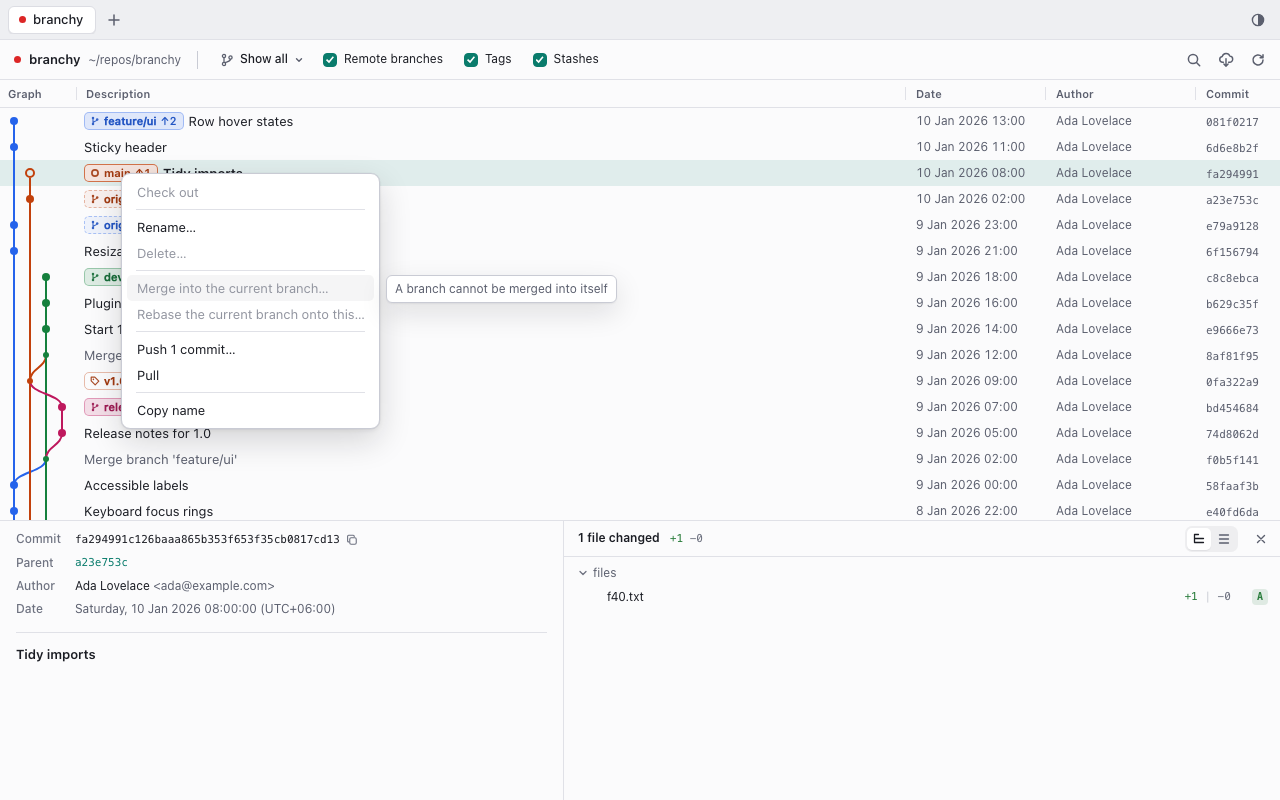 branchy
branchy ~/repos/branchy Show all Remote branches Tags Stashes
Graph Description Date Author Commit
feature/ui ↑2 Row hover states 10 Jan 2026 13:00 Ada Lovelace 081f0217
Sticky header 10 Jan 2026 11:00 Ada Lovelace 6d6e8b2f
main ↑1 Tidy imports 10 Jan 2026 08:00 Ada Lovelace fa294991
10 Jan 2026 02:00 Ada Lovelace a23e753c
9 Jan 2026 23:00 Ada Lovelace e79a9128
9 Jan 2026 21:00 Ada Lovelace 6f156794
9 Jan 2026 18:00 Ada Lovelace c8c8ebca
Plugin 9 Jan 2026 16:00 Ada Lovelace b629c35f
Start 9 Jan 2026 14:00 Ada Lovelace e9666e73
Merge 9 Jan 2026 12:00 Ada Lovelace 8af81f95
9 Jan 2026 09:00 Ada Lovelace 0fa322a9
9 Jan 2026 07:00 Ada Lovelace bd454684
Release notes for 1.0 9 Jan 2026 05:00 Ada Lovelace 74d8062d
Merge branch 'feature/ui' 9 Jan 2026 02:00 Ada Lovelace f0b5f141
Accessible labels 9 Jan 2026 00:00 Ada Lovelace 58faaf3b
Keyboard focus rings 8 Jan 2026 22:00 Ada Lovelace e40fd6da
Check out
Rename...
Delete...
Merge into the current branch...
Rebase the current branch onto this...
Push 1 commit...
Pull
Copy name
A branch cannot be merged into itself
Commit fa294991c126baaa865b353f653f35cb0817cd13
Parent a23e753c
Author Ada Lovelace <ada@example.com>
Date Saturday, 10 Jan 2026 08:00:00 (UTC+06:00)
Tidy imports
1 file changed +1 −0
files
f40.txt +1 | −0 A